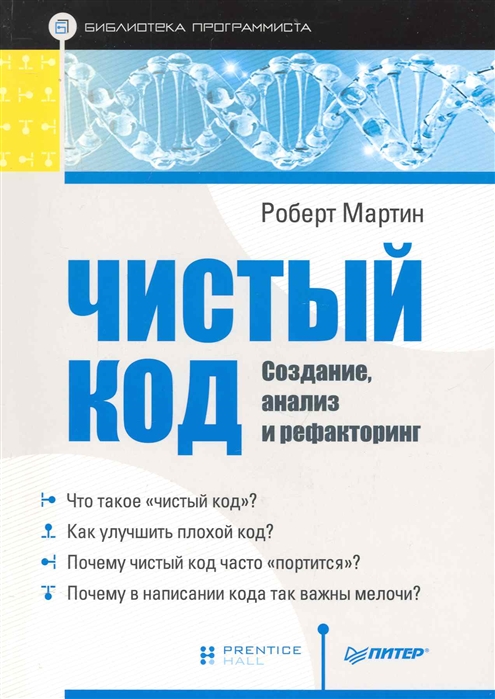 БИБЛИОТЕКА ПРОГРАММИСТА
Роберт Мартин
ЧИСТЫЙ
КОД
Создание,
анализ
и рефакторинг
Что такое «чистый код»?
Как улучшить плохой код?
Почему чистый код часто «портится»?
Почему в написании кода так важны мелочи?
PRENTICE
HALL
ПИТЕР®